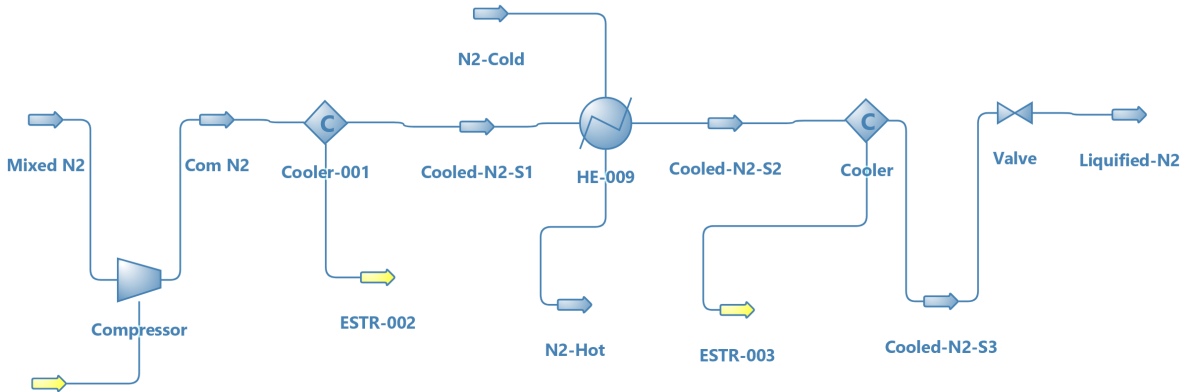 N2-Cold
Mixed N2
Com N2
C
Cooler-001
Cooled-N2-S1
HE-009
Cooled-N2-S2
C
Cooler
Valve
Liquified-N2
Compressor
ESTR-002
N2-Hot
ESTR-003
Cooled-N2-S3